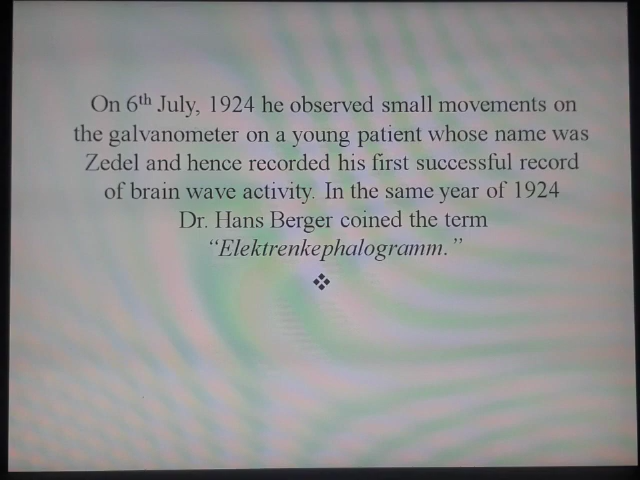 On 6th July, 1924 he observed small movements on
the galvanometer on a young patient whose name was
Zedel and hence recorded his first successful record
of brain wave activity. In the same year of 1924
Dr. Hans Berger coined the term
“Elektrenkephalogramm.”
❖